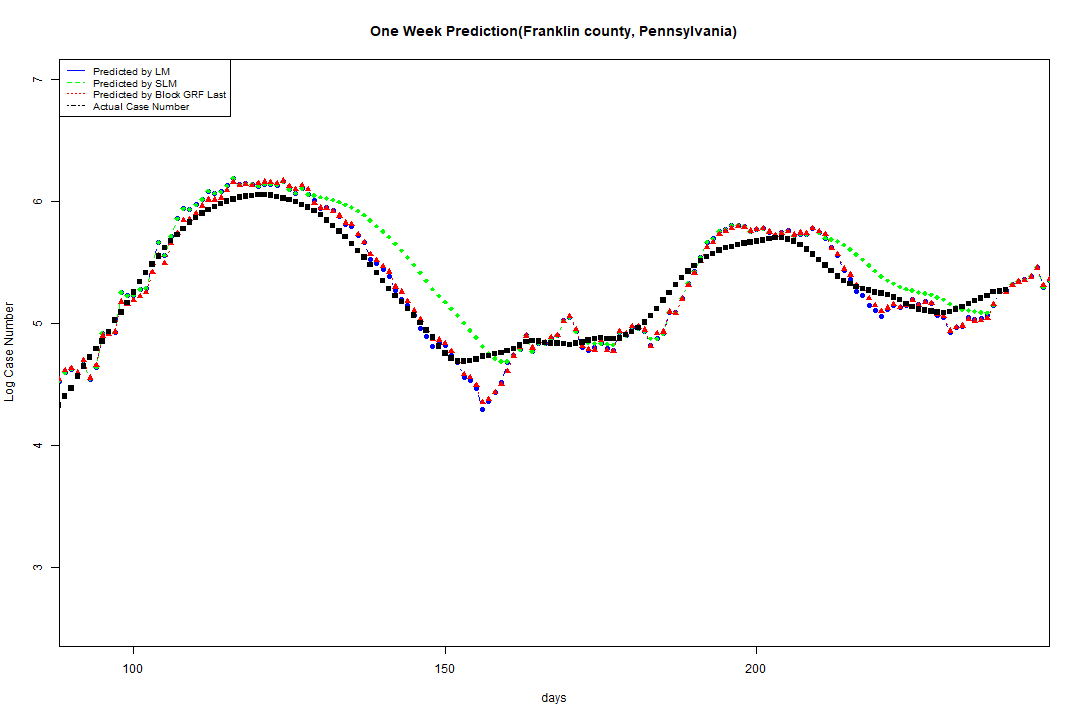 One Week Prediction(Franklin county, Pennsylvania)
Predicted by LM
Predicted by SLM
Predicted by Block GRF Last
Actual Case Number
7
6
5
4
3
Log Case Number
100 150 200
days